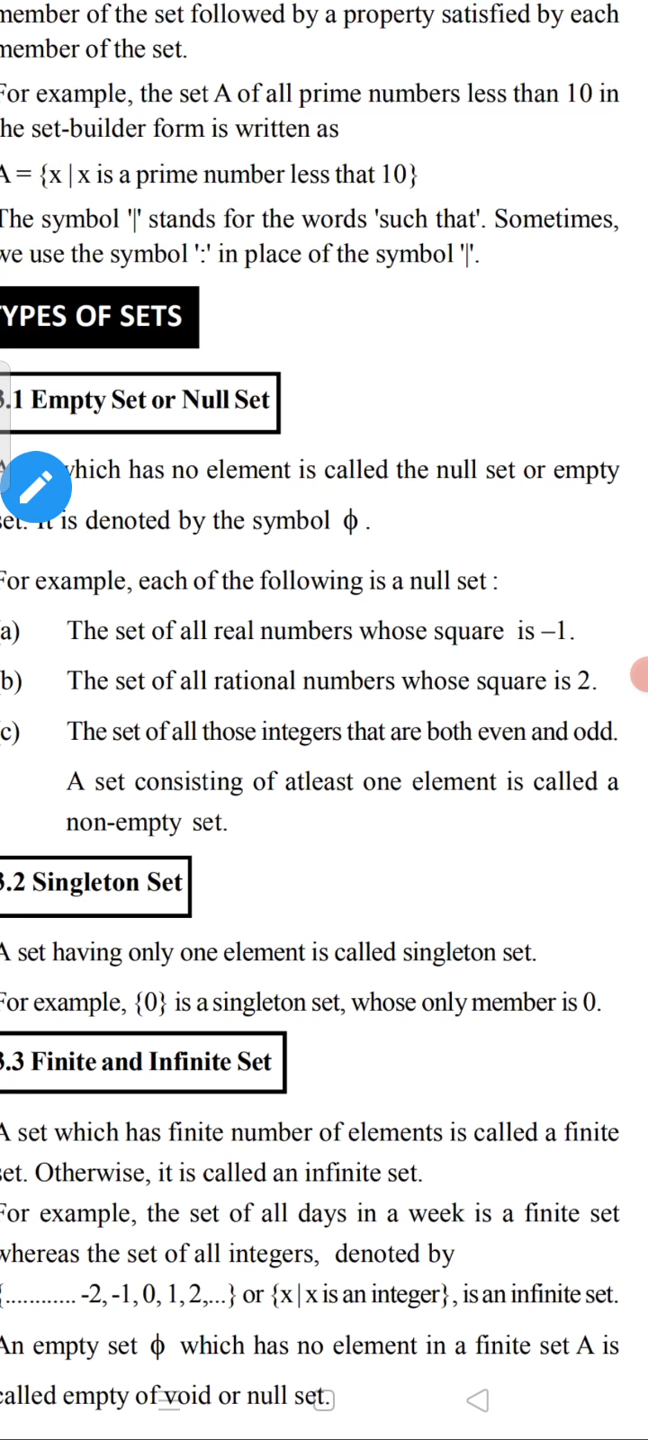 member of the set followed by a property satisfied by each
member of the set.
For example, the set A of all prime numbers less than 10 in
he set-builder form is written as
A = {x | x is a prime number less that 10}
The symbol '|' stands for the words 'such that'. Sometimes,
we use the symbol ':' in place of the symbol '|'.
YPES OF SETS
3.1 Empty Set or Null Set
which has no element is called the null set or empty
set. It is denoted by the symbol ϕ .
For example, each of the following is a null set :
a) The set of all real numbers whose square is –1.
b) The set of all rational numbers whose square is 2.
c) The set of all those integers that are both even and odd.
A set consisting of atleast one element is called a
non-empty set.
3.2 Singleton Set
A set having only one element is called singleton set.
For example, {0} is a singleton set, whose only member is 0.
3.3 Finite and Infinite Set
A set which has finite number of elements is called a finite
set. Otherwise, it is called an infinite set.
For example, the set of all days in a week is a finite set
whereas the set of all integers, denoted by
{............ -2, -1, 0, 1, 2,...} or {x | x is an integer}, is an infinite set.
An empty set ϕ which has no element in a finite set A is
called empty of void or null set.